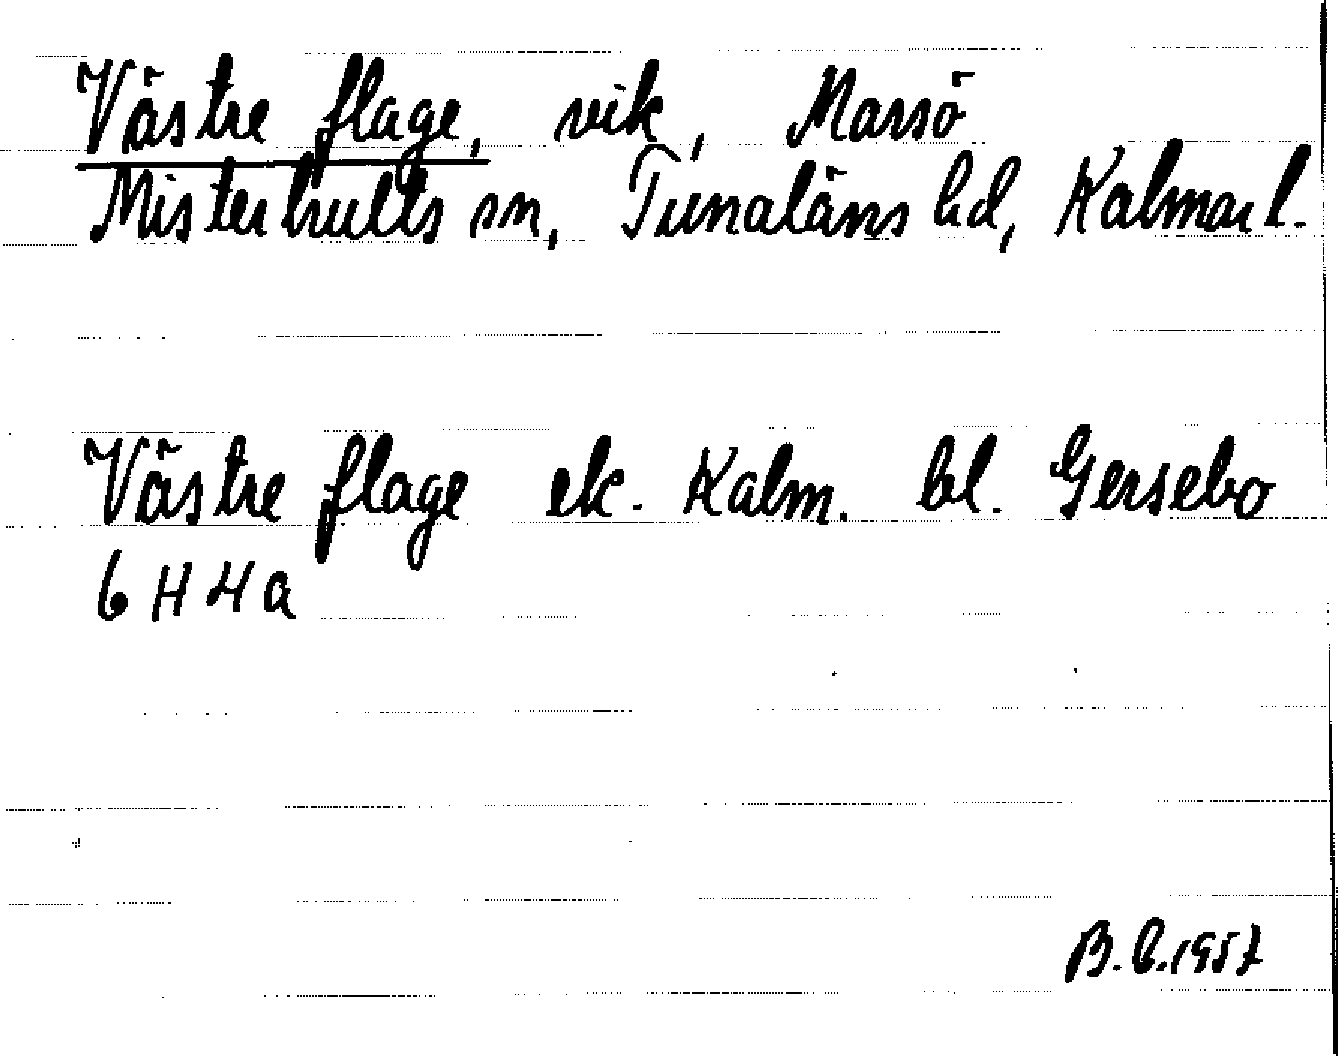 Västre flage, vik, Marsö
Misterhults sn, Tunaläns hd, Kalmar l.
Västre flage ek. Kalm. bl. Gersebo
6 H 4 a
B.B.1957